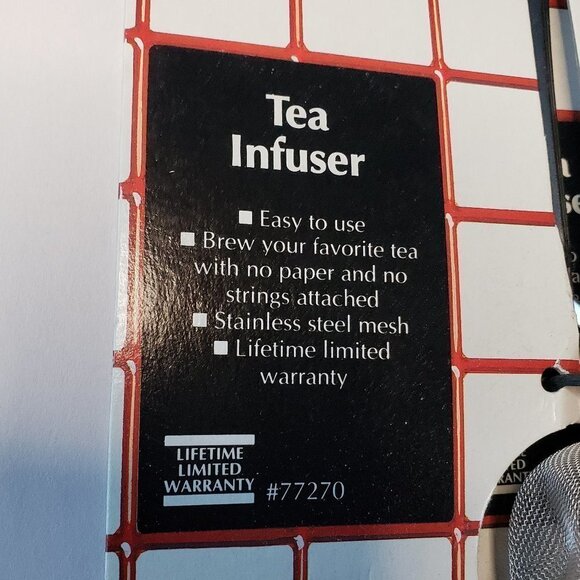 Tea
Infuser
■ Easy to use
■ Brew your favorite tea
with no paper and no
strings attached
■ Stainless steel mesh
■ Lifetime limited
warranty
LIFETIME
LIMITED
WARRANTY
#77270